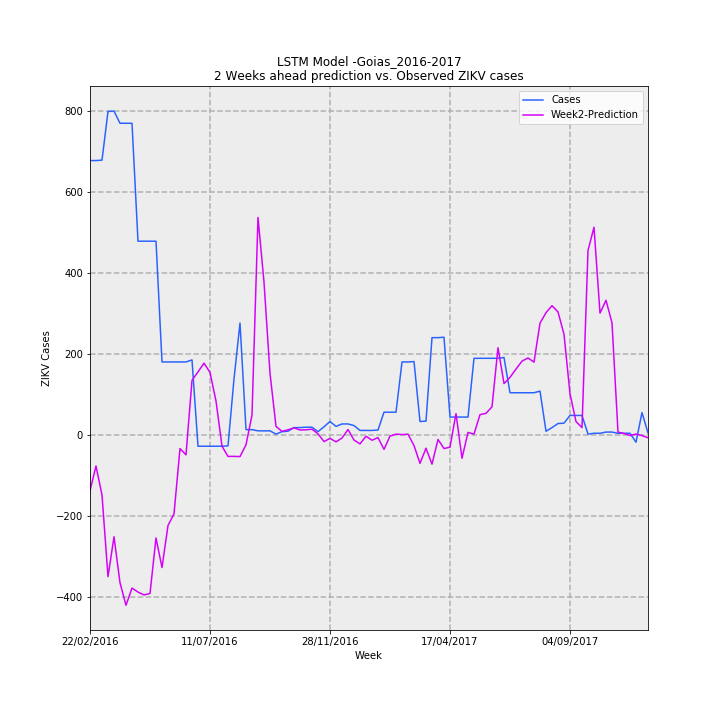 LSTM Model -Goias_2016-2017
2 Weeks ahead prediction vs. Observed ZIKV cases
Cases
Week2-Prediction
800
600
400
200
0
−200
−400
ZIKV Cases
22/02/2016
11/07/2016
28/11/2016
17/04/2017
04/09/2017
Week